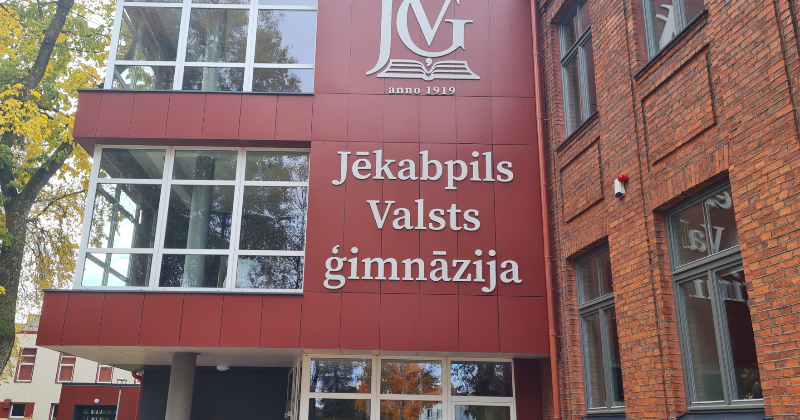 JVG
anno 1919
Jēkabpils
Valsts
ģimnāzija